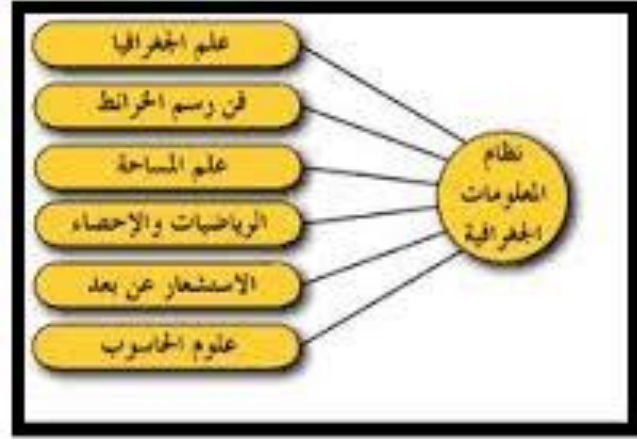 علم الجغرافيا
فن رسم الخرائط
علم المساحة
الرياضيات والإحصاء
الاستشعار عن بعد
علوم الحاسوب
نظام
المعلومات
الجغرافية